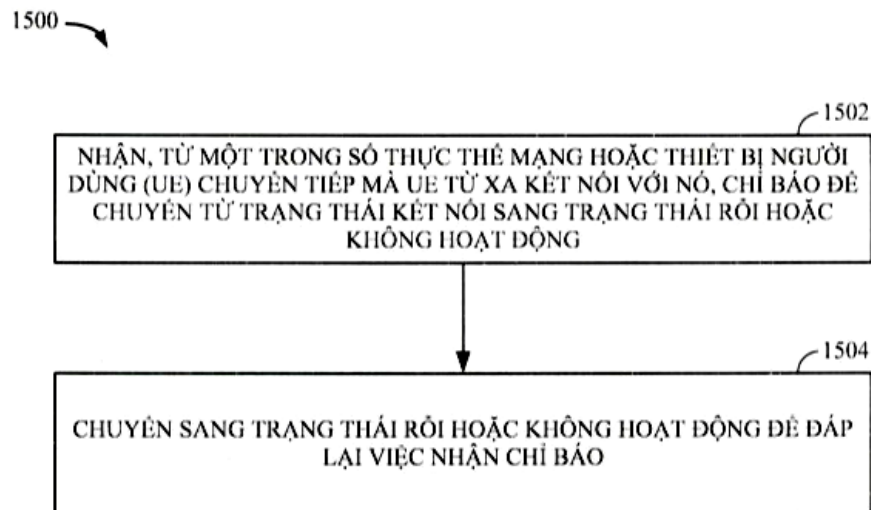 1500
1502
NHẬN, TỪ MỘT TRONG SỐ THỰC THỂ MẠNG HOẶC THIẾT BỊ NGƯỜI
DÙNG (UE) CHUYỂN TIẾP MÀ UE TỪ XA KẾT NỐI VỚI NÓ, CHỈ BÁO ĐỂ
CHUYỂN TỪ TRẠNG THÁI KẾT NỐI SANG TRẠNG THÁI RỖI HOẶC
KHÔNG HOẠT ĐỘNG
1504
CHUYỂN SANG TRẠNG THÁI RỖI HOẶC KHÔNG HOẠT ĐỘNG ĐỂ ĐÁP
LẠI VIỆC NHẬN CHỈ BÁO